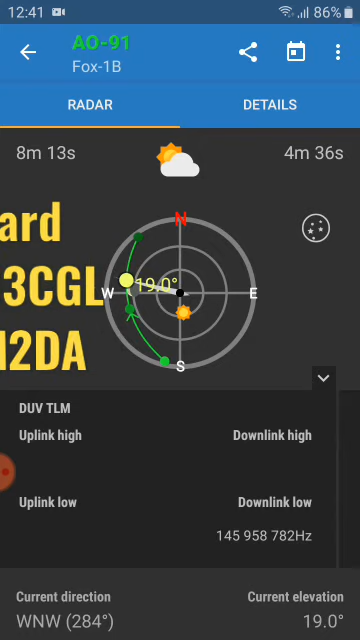 12:41 86%
AO-91
Fox-1B
RADAR DETAILS
8m 13s 4m 36s
ard
3CGL
2DA
N
W 19.0° E
S
DUV TLM
Uplink high Downlink high
Uplink low Downlink low
145 958 782Hz
Current direction Current elevation
WNW (284°) 19.0°